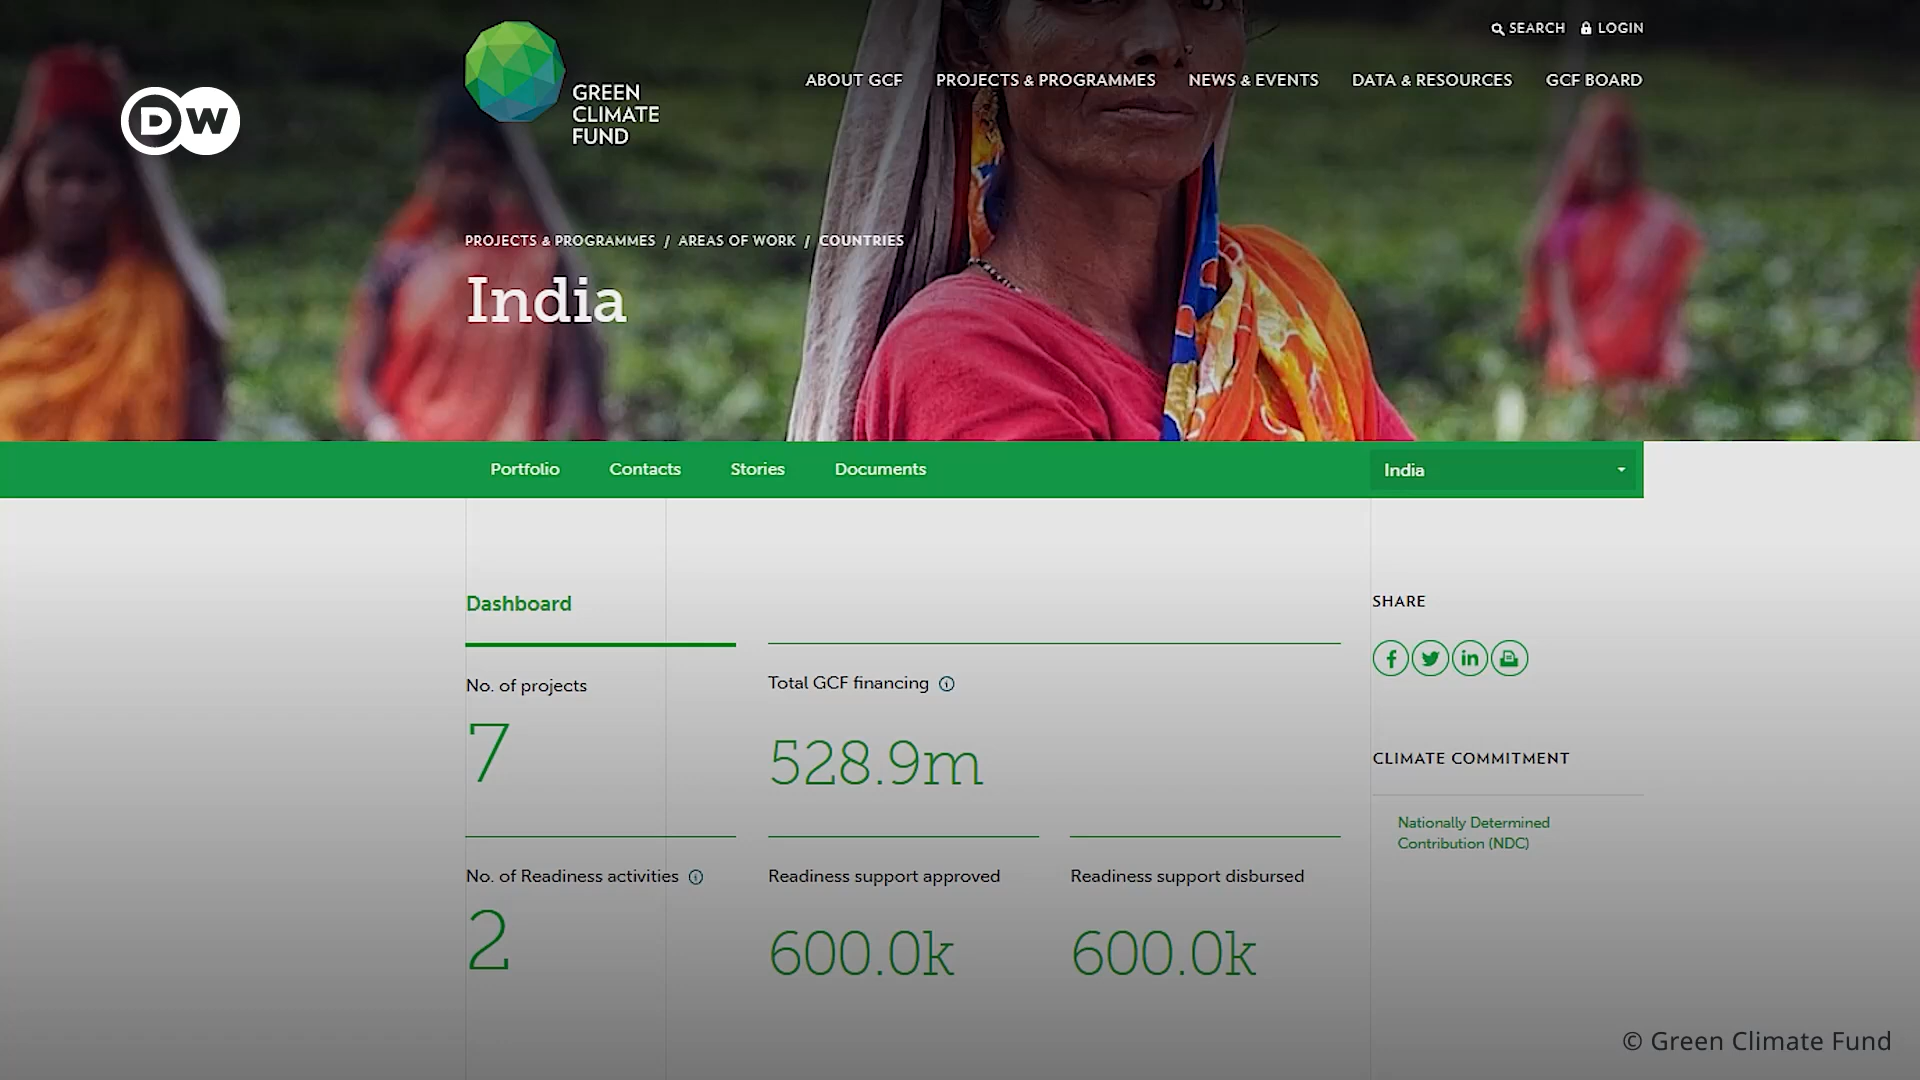 DW
GREEN
CLIMATE
FUND
SEARCH LOGIN
ABOUT GCF PROJECTS & PROGRAMMES NEWS & EVENTS DATA & RESOURCES GCF BOARD
PROJECTS & PROGRAMMES / AREAS OF WORK / COUNTRIES
India
Portfolio Contacts Stories Documents India
Dashboard
No. of projects
7
Total GCF financing
528.9m
No. of Readiness activities
2
Readiness support approved
600.0k
Readiness support disbursed
600.0k
SHARE
CLIMATE COMMITMENT
Nationally Determined
Contribution (NDC)
© Green Climate Fund